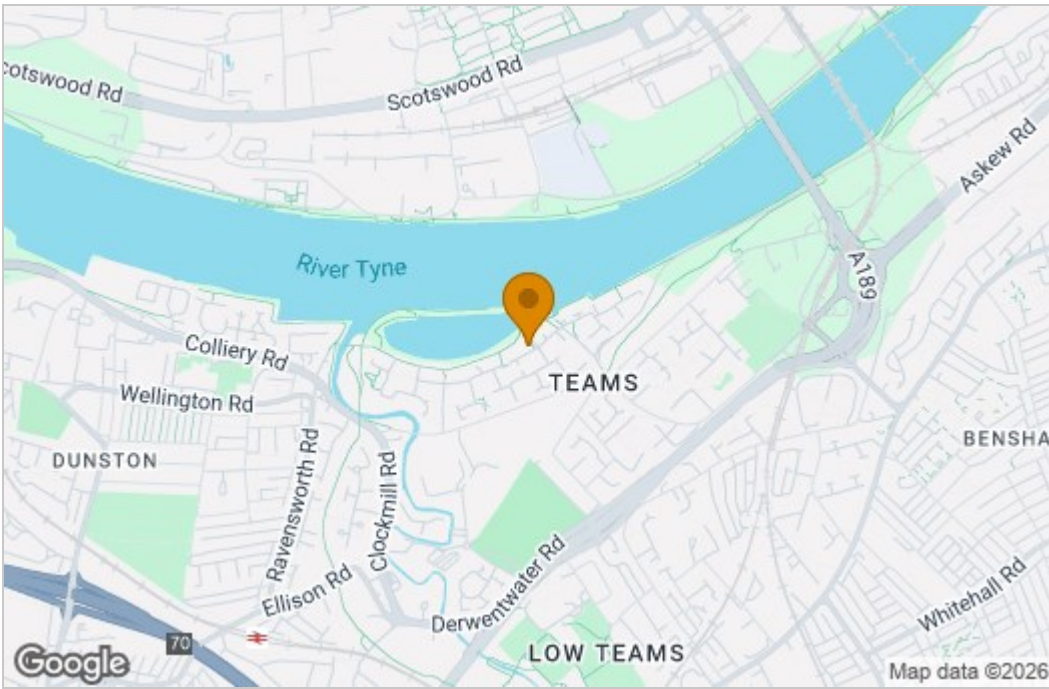 cotswood Rd
Scotswood Rd
Askew Rd
River Tyne
A189
Colliery Rd
TEAMS
Wellington Rd
BENSHA
DUNSTON
Ravensworth Rd
Clockmill Rd
Derwentwater Rd
Ellison Rd
Whitehall Rd
70
LOW TEAMS
Google
Map data ©2026